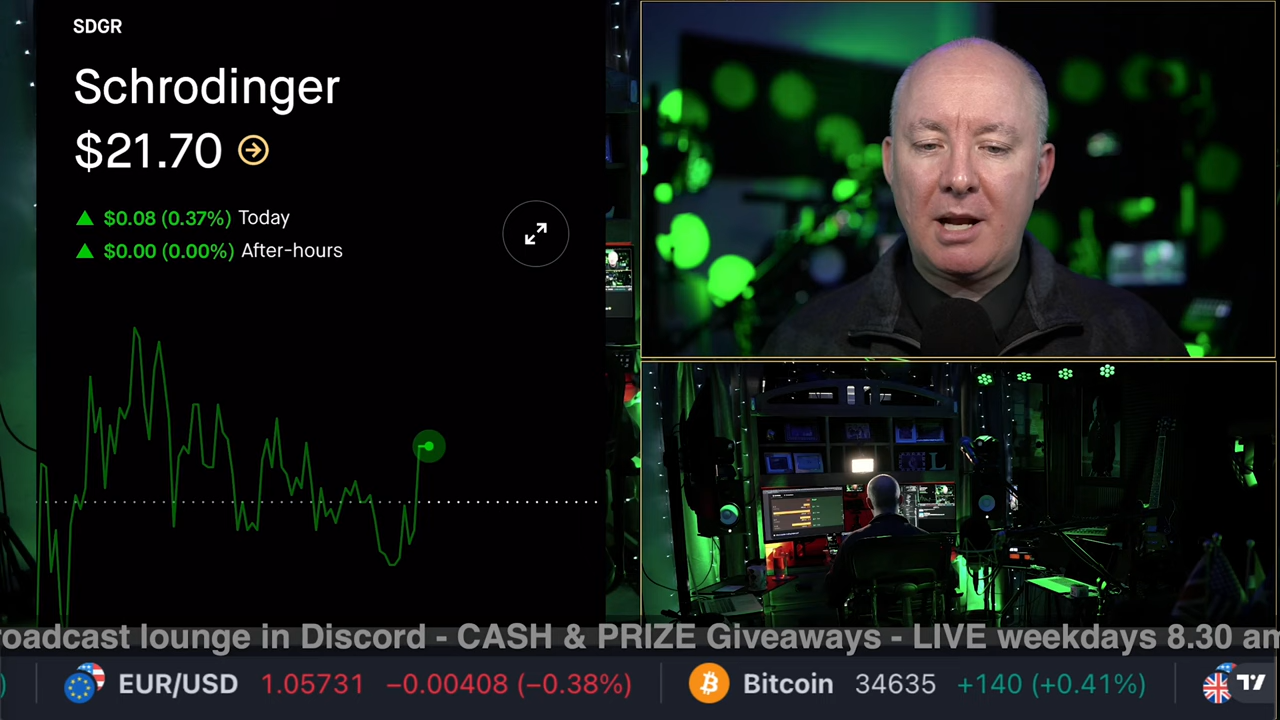 SDGR
Schrodinger
$21.70
$0.08 (0.37%) Today
$0.00 (0.00%) After-hours
roadcast lounge in Discord - CASH & PRIZE Giveaways - LIVE weekdays 8.30 am
EUR/USD 1.05731 −0.00408 (−0.38%) Bitcoin 34635 +140 (+0.41%)